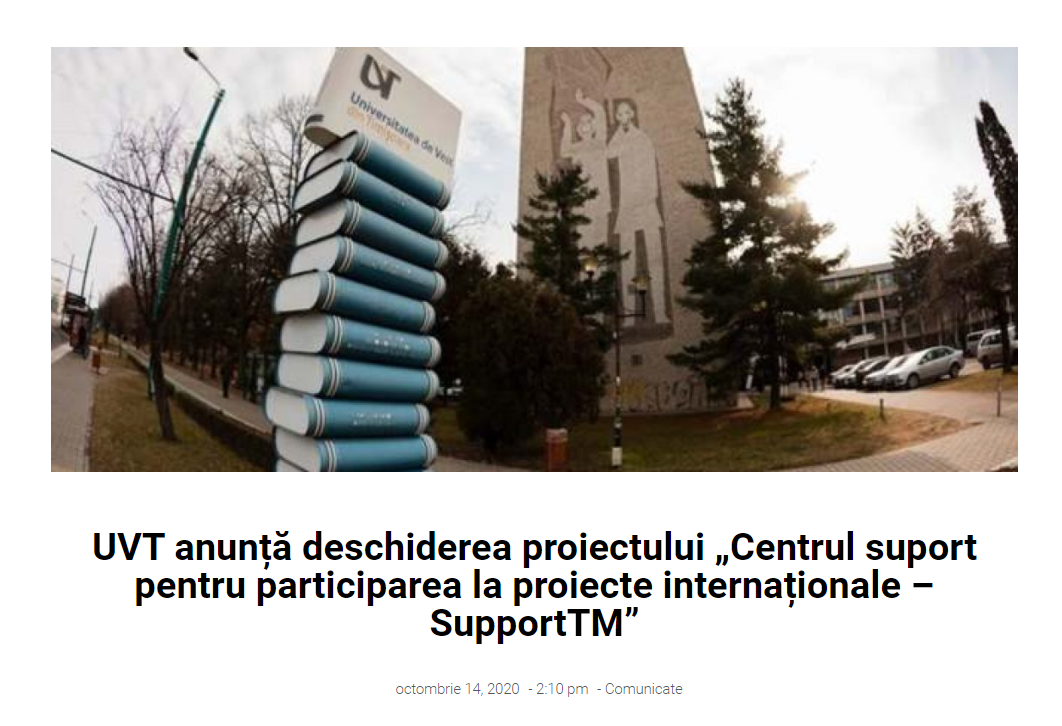 UT
Universitatea de Vest
din Timișoara
UVT anunță deschiderea proiectului „Centrul suport
pentru participarea la proiecte internaționale –
SupportTM”
octombrie 14, 2020 - 2:10 pm - Comunicate